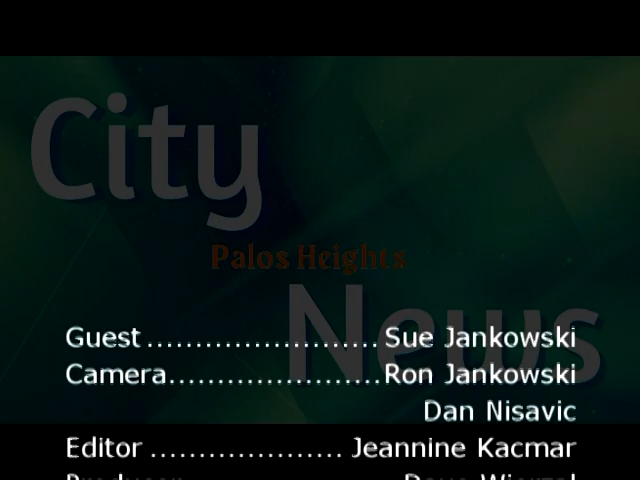 City
Palos Heights
News
Guest ........................ Sue Jankowski
Camera...................... Ron Jankowski
Dan Nisavic
Editor .................... Jeannine Kacmar